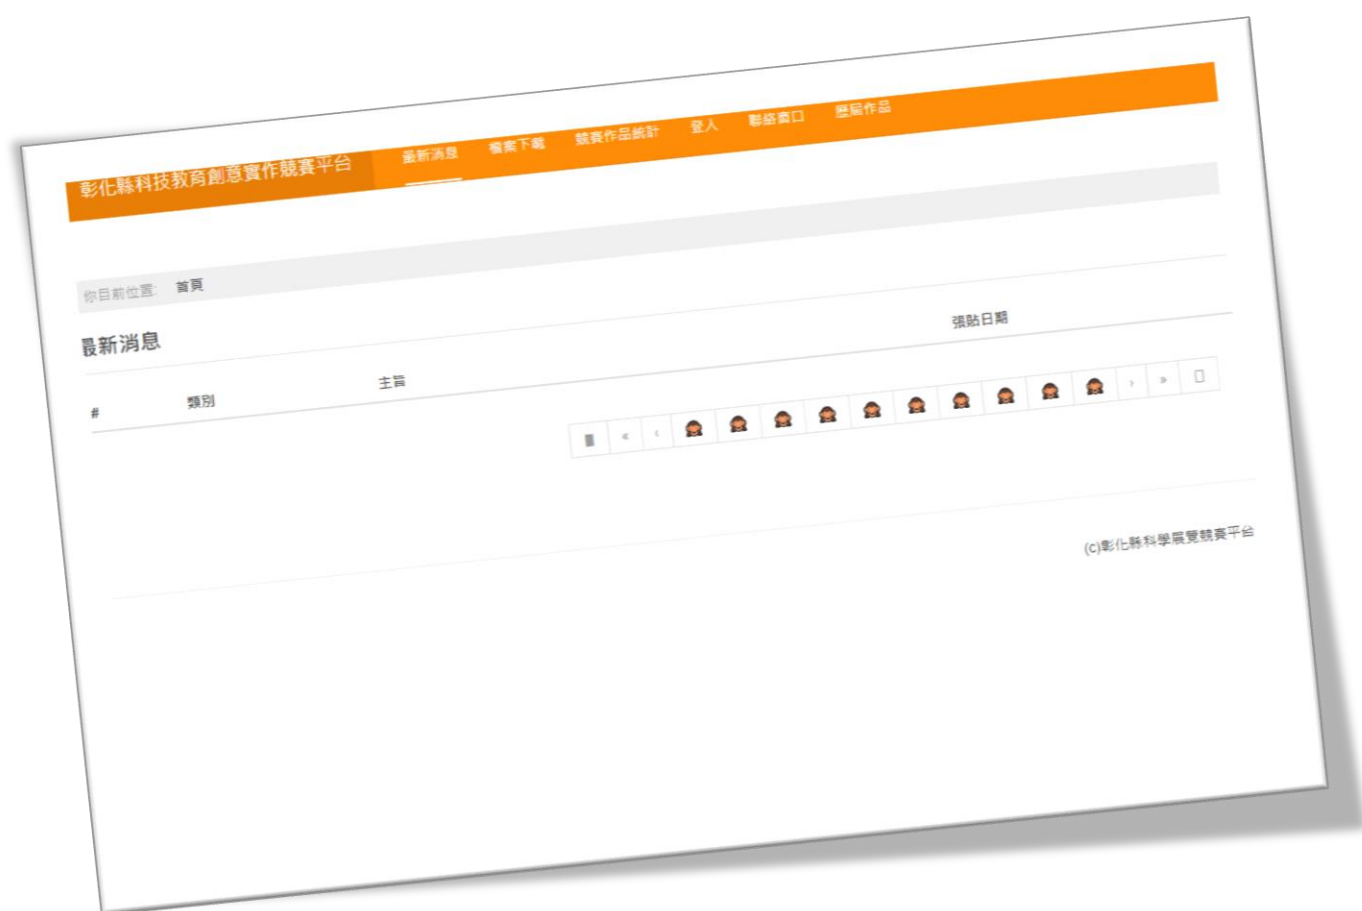 彰化縣科技教育創意實作競賽平台 最新消息 檔案下載 競賽作品統計 登入 聯絡窗口 歷屆作品
你目前位置: 首頁
最新消息
# 類別 主旨 張貼日期
« ‹ › »
(c)彰化縣科學展覽競賽平台